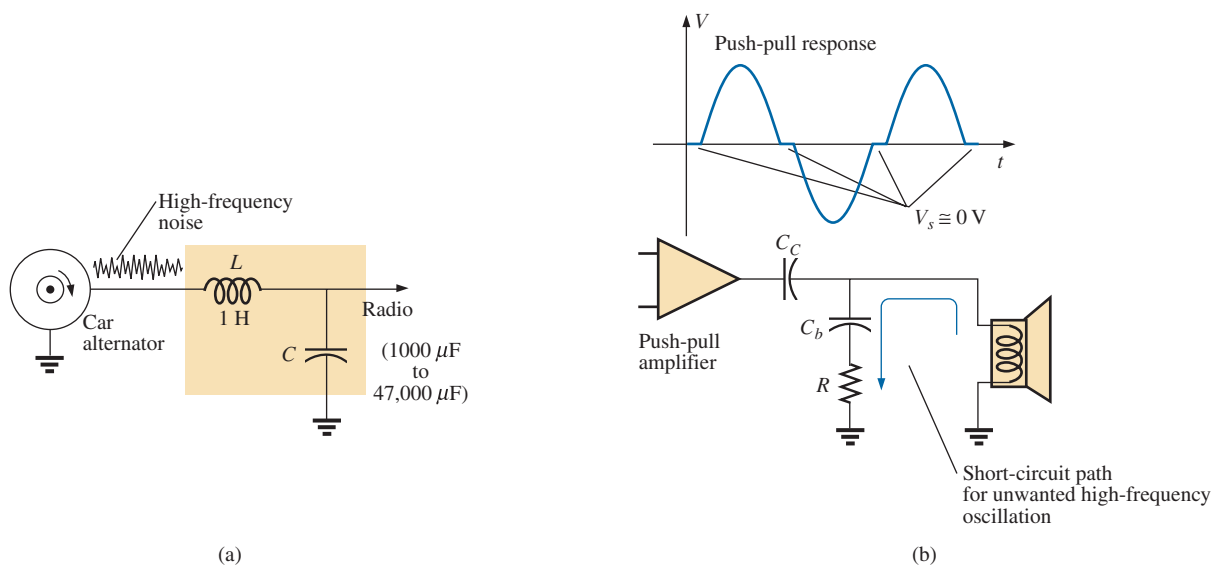 High-frequency
noise
L
1 H
Radio
Car
alternator
C
(1000 μF
to
47,000 μF)
(a)
V
Push-pull response
t
Vs ≅ 0 V
CC
Cb
Push-pull
amplifier
R
Short-circuit path
for unwanted high-frequency
oscillation
(b)